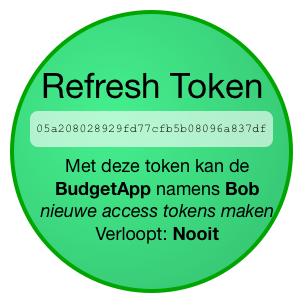 Refresh Token
05a208028929fd77cfb5b08096a837df
Met deze token kan de
BudgetApp namens Bob
nieuwe access tokens maken
Verloopt: Nooit